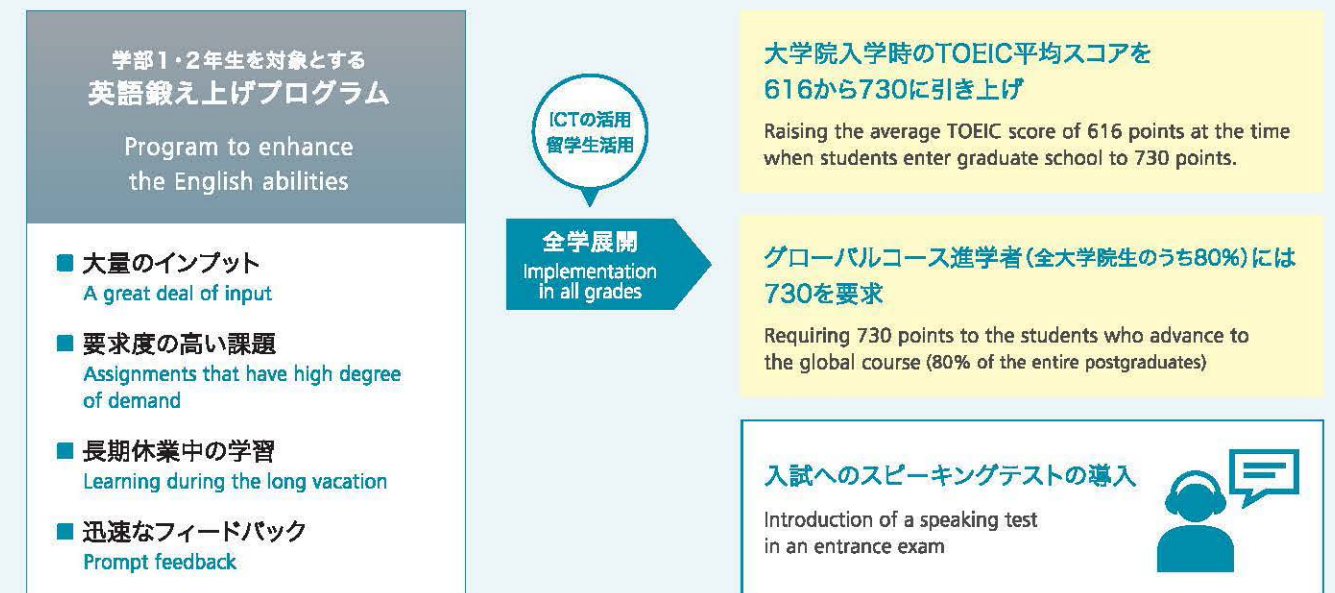 学部1・2年生を対象とする
英語鍛え上げプログラム
Program to enhance
the English abilities
■ 大量のインプット
A great deal of input
■ 要求度の高い課題
Assignments that have high degree
of demand
■ 長期休業中の学習
Learning during the long vacation
■ 迅速なフィードバック
Prompt feedback
ICTの活用
留学生活用
全学展開
Implementation
in all grades
大学院入学時のTOEIC平均スコアを
616から730に引き上げ
Raising the average TOEIC score of 616 points at the time
when students enter graduate school to 730 points.
グローバルコース進学者(全大学院生のうち80%)には
730を要求
Requiring 730 points to the students who advance to
the global course (80% of the entire postgraduates)
入試へのスピーキングテストの導入
Introduction of a speaking test
in an entrance exam